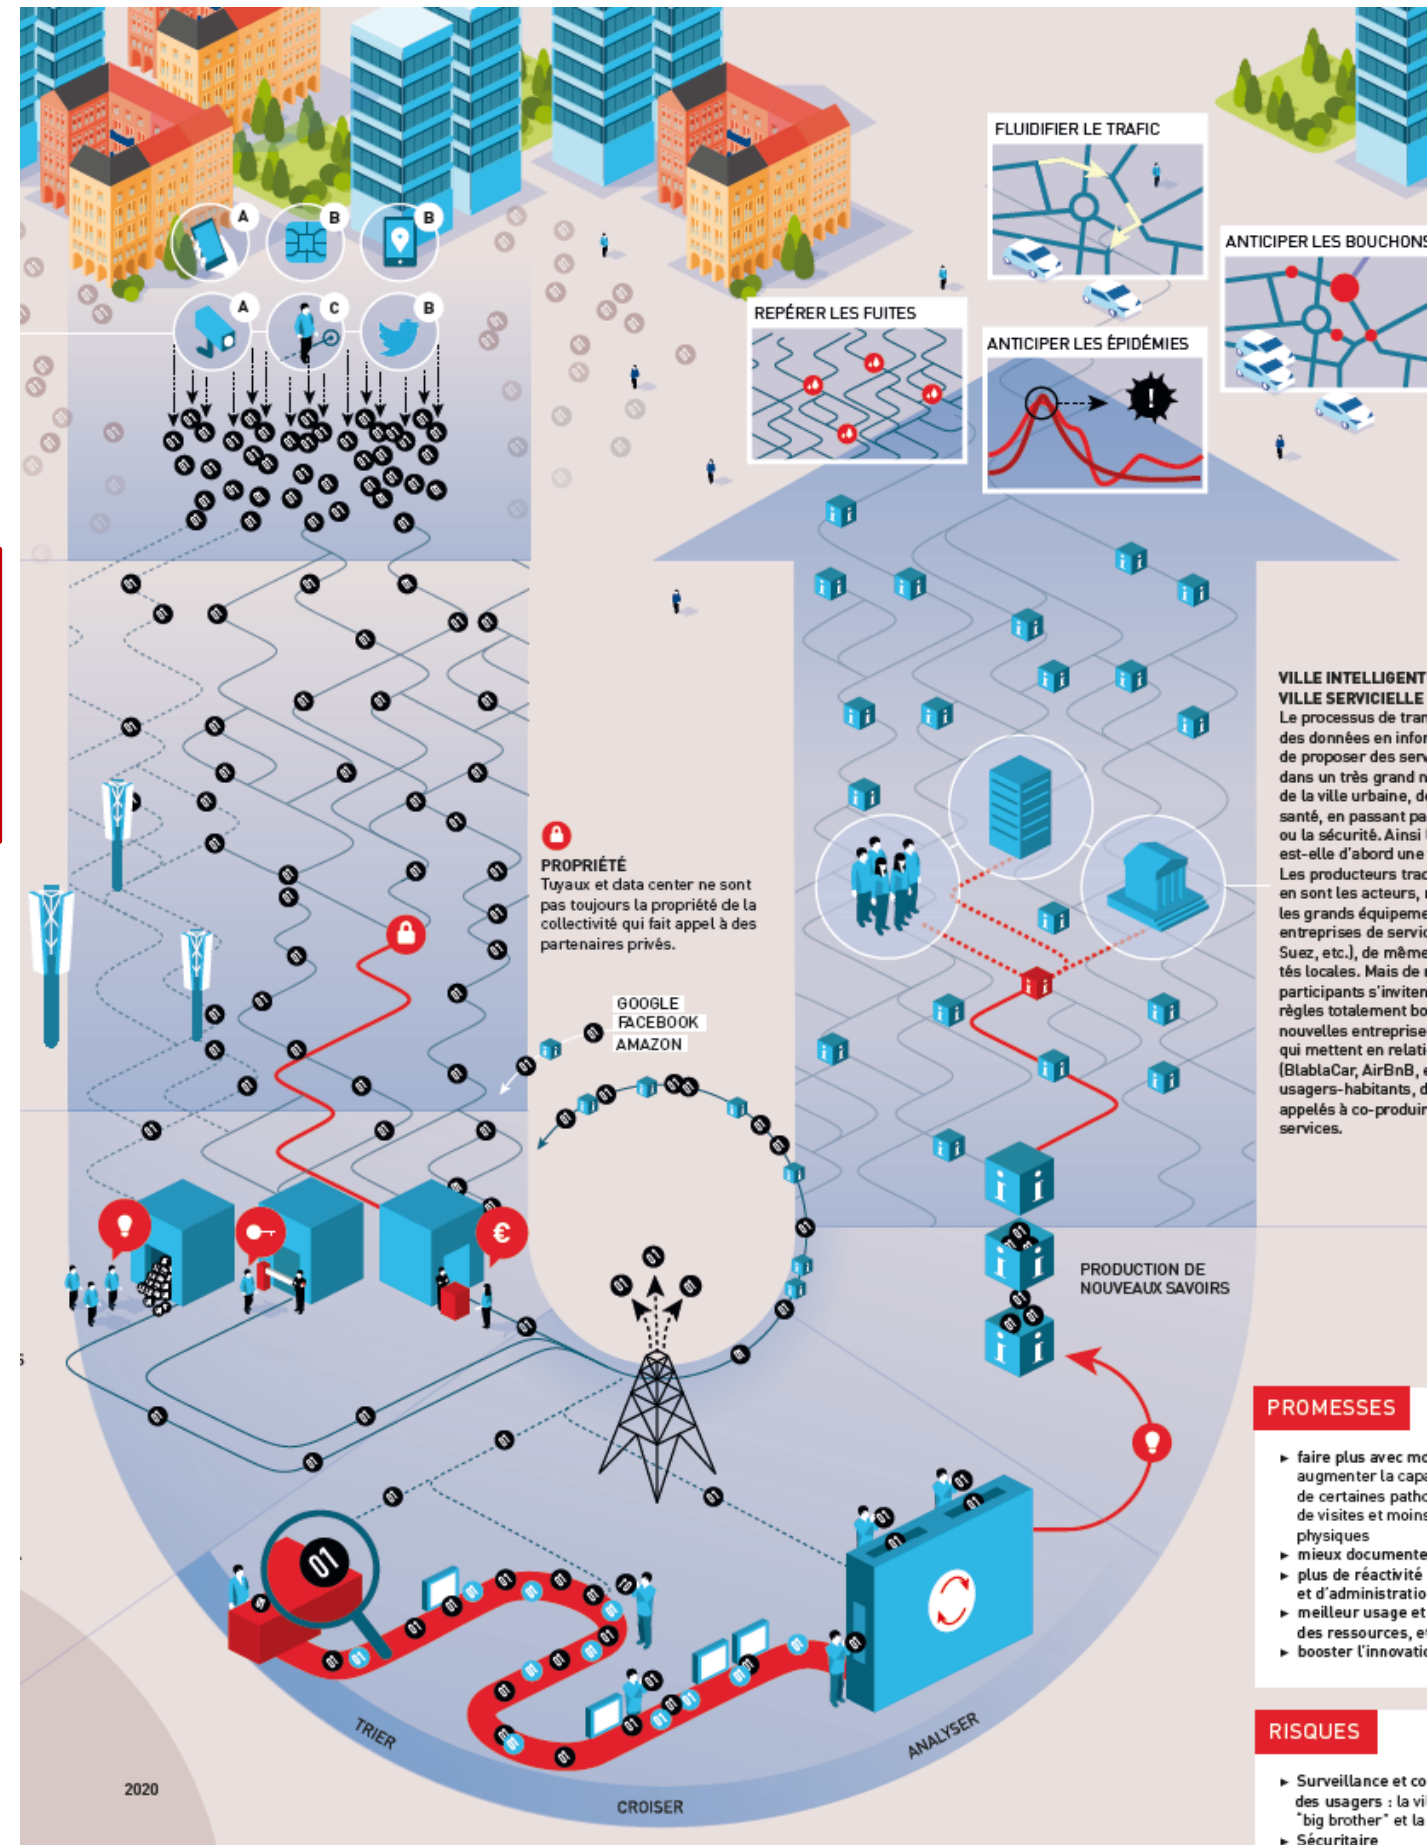 FLUIDIFIER LE TRAFIC
ANTICIPER LES BOUCHONS
REPÉRER LES FUITES
ANTICIPER LES ÉPIDÉMIES
!
A
B
B
A
C
B
PROPRIÉTÉ
Tuyaux et data center ne sont
pas toujours la propriété de la
collectivité qui fait appel à des
partenaires privés.
GOOGLE
FACEBOOK
AMAZON
€
VILLE INTELLIGENT
VILLE SERVICIELLE
Le processus de tran
des données en infor
de proposer des serv
dans un très grand n
de la ville urbaine, d
santé, en passant pa
ou la sécurité. Ainsi
est-elle d'abord une
Les producteurs trad
en sont les acteurs,
les grands équipeme
entreprises de servic
Suez, etc.), de même
tés locales. Mais de
participants s'inviten
règles totalement bo
nouvelles entreprise
qui mettent en relati
(BlablaCar, AirBnB,
usagers-habitants, d
appelés à co-produir
services.
PRODUCTION DE
NOUVEAUX SAVOIRS
PROMESSES
► faire plus avec mo
augmenter la capa
de certaines patho
de visites et moins
physiques
► mieux documente
► plus de réactivité
et d'administratio
► meilleur usage et
des ressources, et
► booster l'innovatio
RISQUES
► Surveillance et co
des usagers : la vil
"big brother" et la
► Sécuritaire
01
TRIER
CROISER
ANALYSER
2020